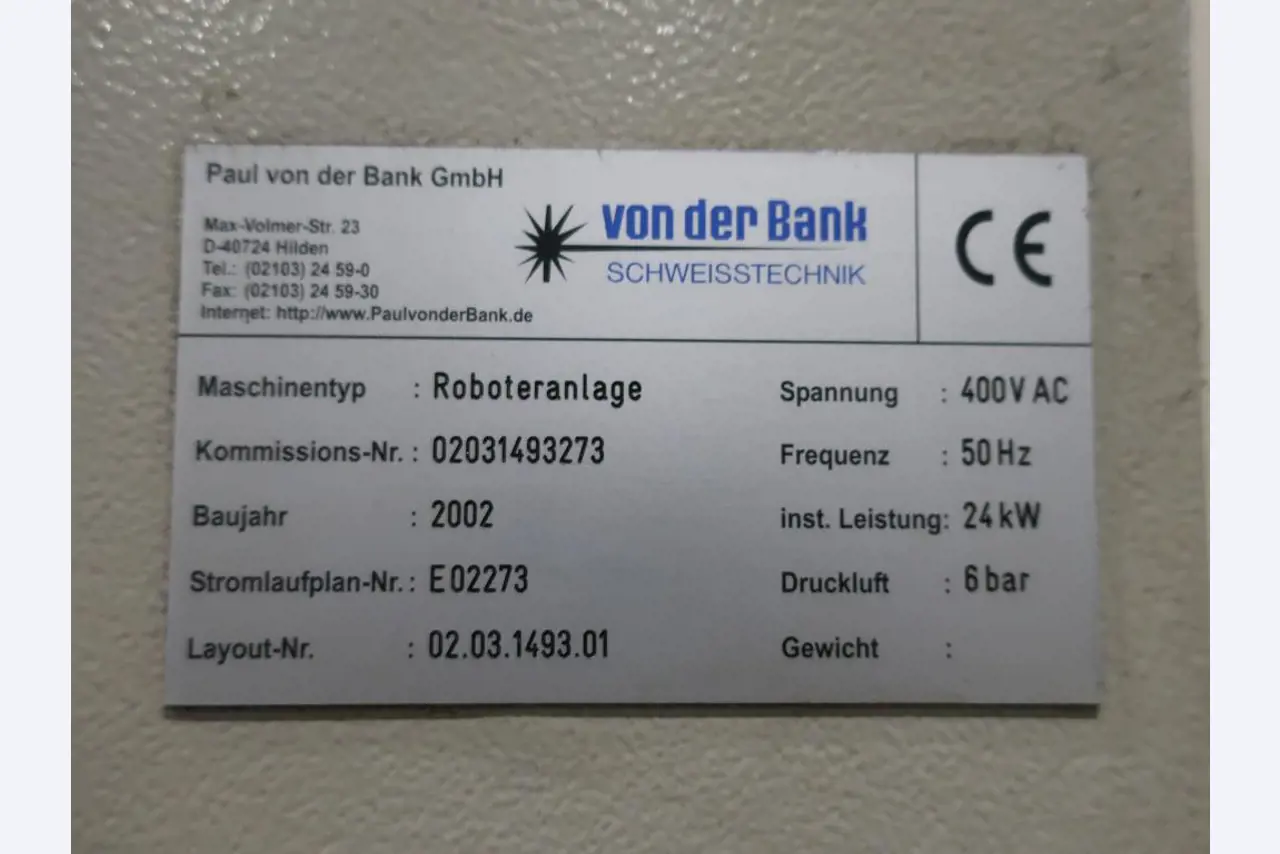 Paul von der Bank GmbH
Max-Volmer-Str. 23
D-40724 Hilden
Tel.: (02103) 24 59-0
Fax: (02103) 24 59-30
Internet: http://www.PaulvonderBank.de
von der Bank
SCHWEISSTECHNIK
CE
Maschinentyp : Roboteranlage
Spannung : 400V AC
Kommissions-Nr. : 02031493273
Frequenz : 50 Hz
Baujahr : 2002
inst. Leistung: 24 kW
Stromlaufplan-Nr. : E02273
Druckluft : 6 bar
Layout-Nr. : 02.03.1493.01
Gewicht :